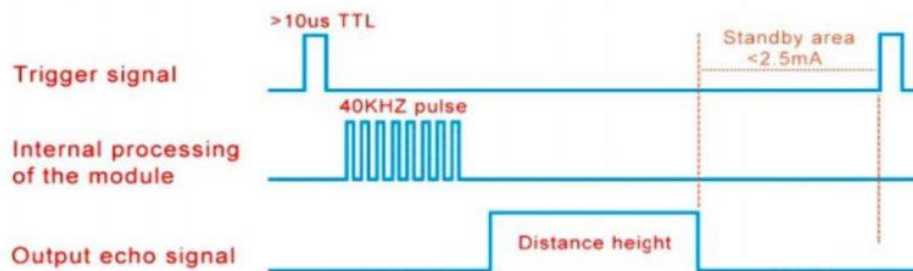 >10us TTL
Trigger signal
Standby area
<2.5mA
40KHZ pulse
Internal processing
of the module
Output echo signal
Distance height